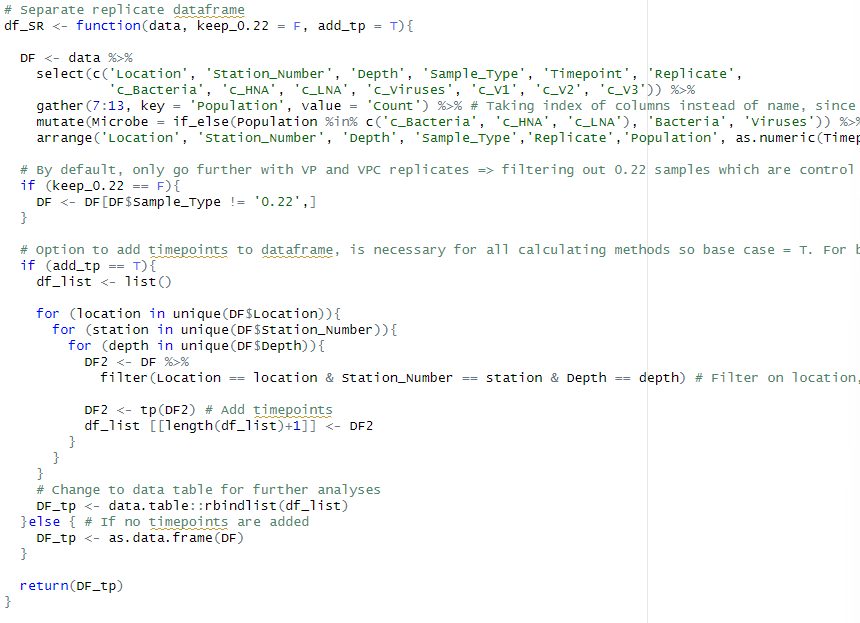 # Separate replicate dataframe
df_SR <- function(data, keep_0.22 = F, add_tp = T){
DF <- data %>%
select(c('Location', 'Station_Number', 'Depth', 'Sample_Type', 'Timepoint', 'Replicate',
'c_Bacteria', 'c_HNA', 'c_LNA', 'c_Viruses', 'c_V1', 'c_V2', 'c_V3')) %>%
gather(7:13, key = 'Population', value = 'Count') %>% # Taking index of columns instead of name, since
mutate(Microbe = if_else(Population %in% c('c_Bacteria', 'c_HNA', 'c_LNA'), 'Bacteria', 'Viruses')) %>%
arrange('Location', 'Station_Number', 'Depth', 'Sample_Type','Replicate','Population', as.numeric(Timep
# By default, only go further with VP and VPC replicates => filtering out 0.22 samples which are control
if (keep_0.22 == F){
DF <- DF[DF$Sample_Type != '0.22',]
}
# Option to add timepoints to dataframe, is necessary for all calculating methods so base case = T. For b
if (add_tp == T){
df_list <- list()
for (location in unique(DF$Location)){
for (station in unique(DF$Station_Number)){
for (depth in unique(DF$Depth)){
DF2 <- DF %>%
filter(Location == location & Station_Number == station & Depth == depth) # Filter on location,
DF2 <- tp(DF2) # Add timepoints
df_list [[length(df_list)+1]] <- DF2
}
}
}
# Change to data table for further analyses
DF_tp <- data.table::rbindlist(df_list)
}else { # If no timepoints are added
DF_tp <- as.data.frame(DF)
}
return(DF_tp)
}